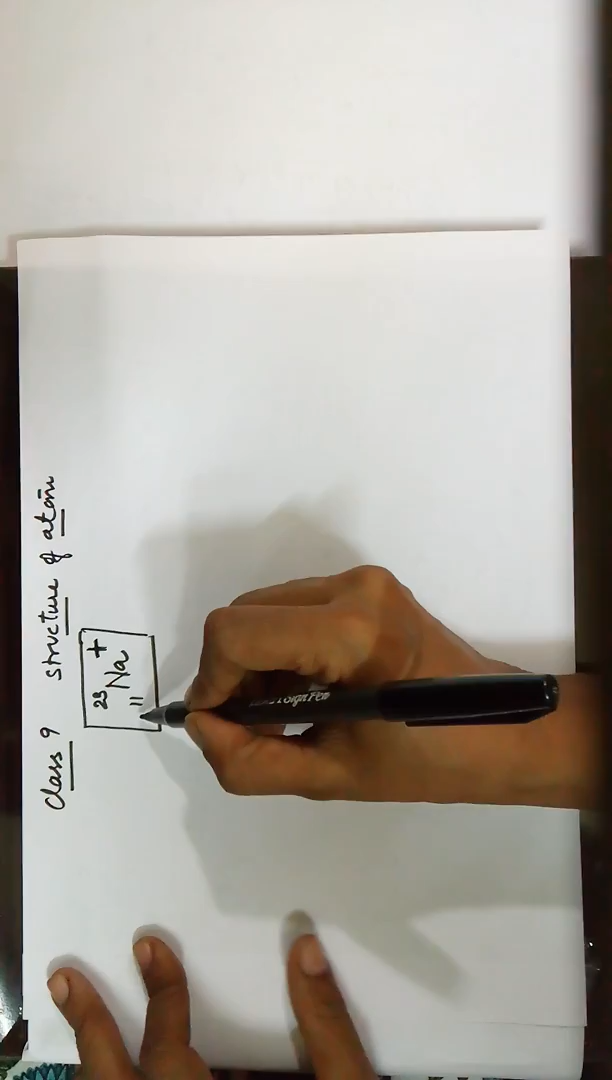 Class 9 structure of atom
23 +
Na
11
Sign Pen